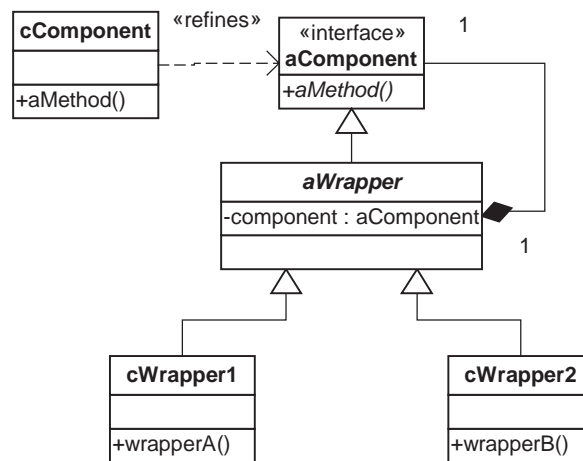 cComponent
«refines»
«interface»
aComponent
1
+aMethod()
+aMethod()
aWrapper
-component : aComponent
1
cWrapper1
cWrapper2
+wrapperA()
+wrapperB()